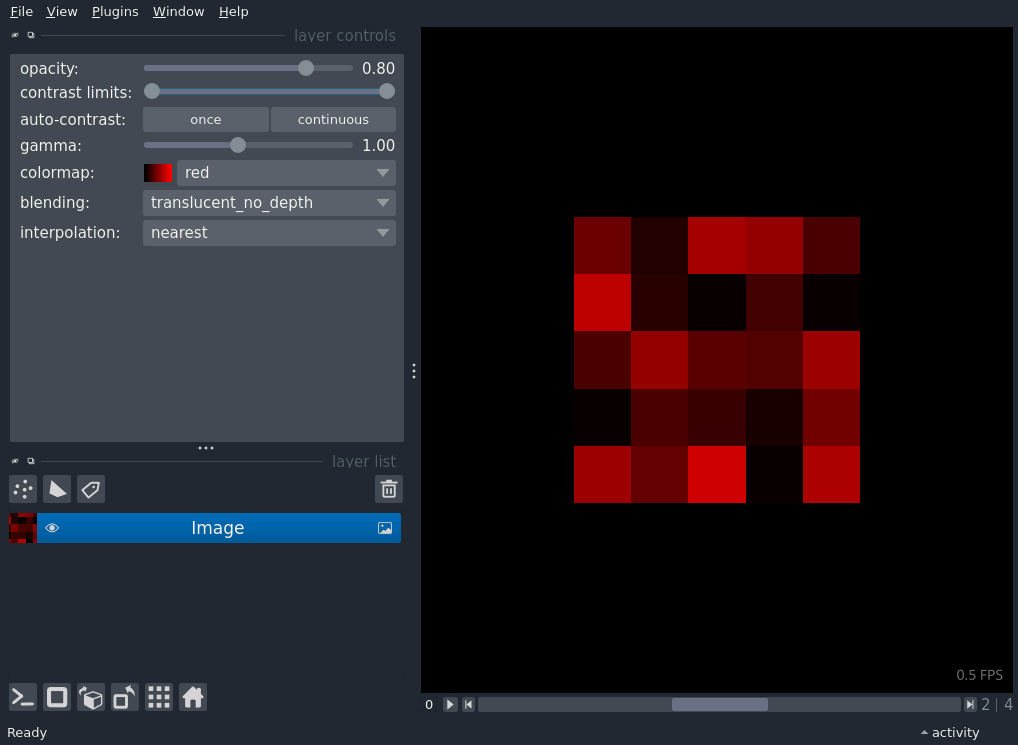 File View Plugins Window Help
layer controls
opacity: 0.80
contrast limits:
auto-contrast: once continuous
gamma: 1.00
colormap: red
blending: translucent_no_depth
interpolation: nearest
layer list
Image
0.5 FPS
0 2 | 4
Ready activity